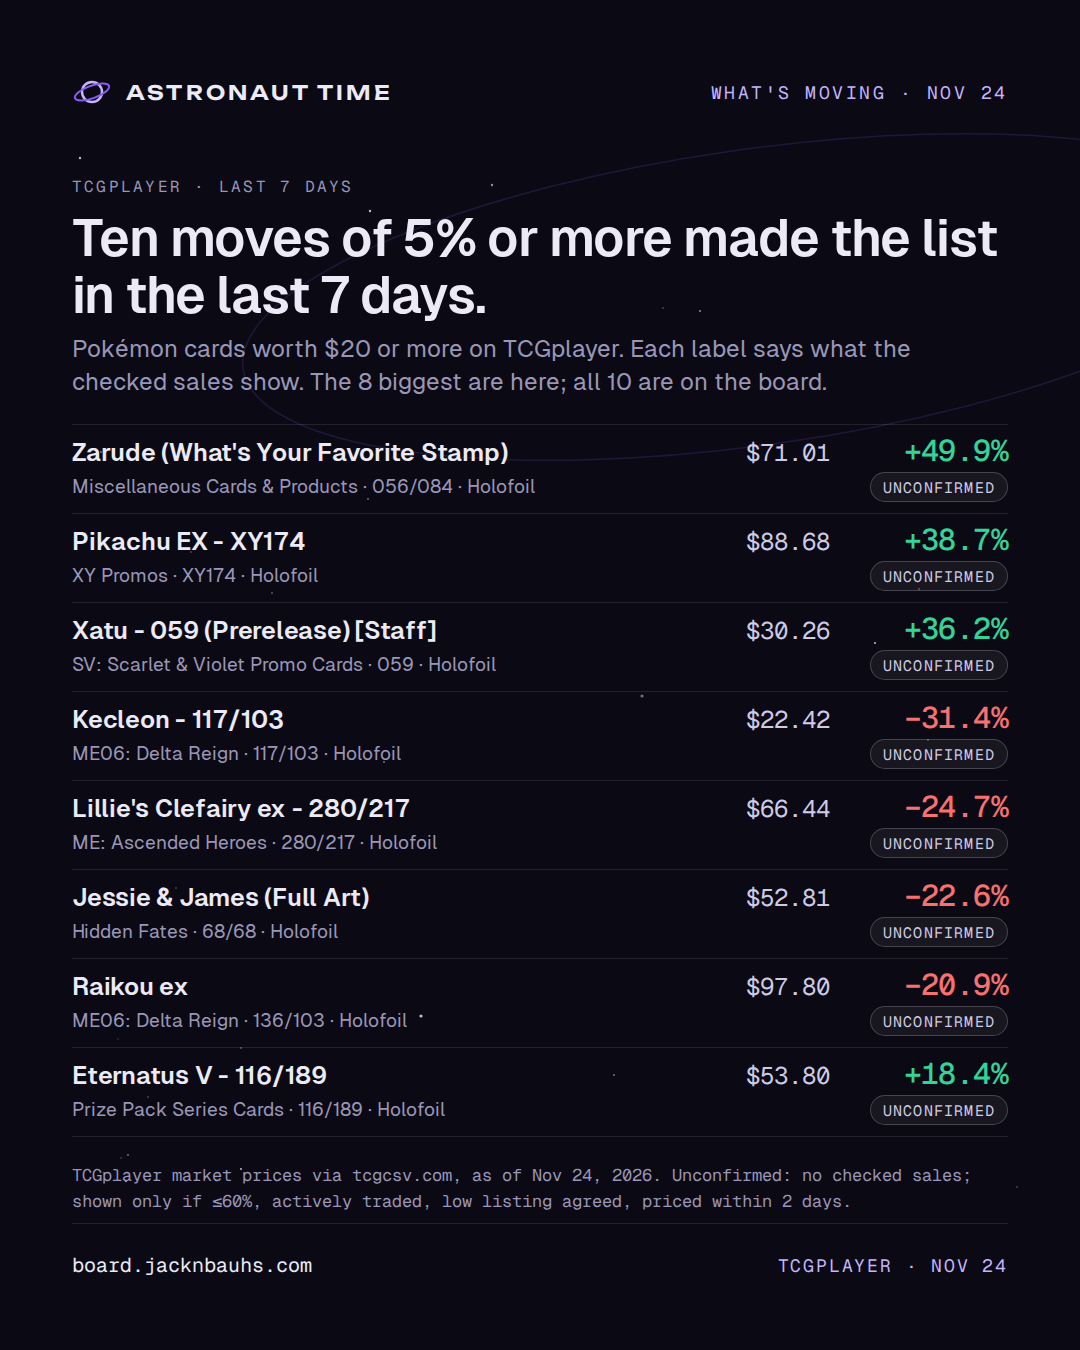 ASTRONAUT TIME
WHAT'S MOVING · NOV 24
TCGPLAYER · LAST 7 DAYS
Ten moves of 5% or more made the list
in the last 7 days.
Pokémon cards worth $20 or more on TCGplayer. Each label says what the
checked sales show. The 8 biggest are here; all 10 are on the board.
Zarude (What's Your Favorite Stamp) $71.01 +49.9%
Miscellaneous Cards & Products · 056/084 · Holofoil UNCONFIRMED
Pikachu EX - XY174 $88.68 +38.7%
XY Promos · XY174 · Holofoil UNCONFIRMED
Xatu - 059 (Prerelease) [Staff] $30.26 +36.2%
SV: Scarlet & Violet Promo Cards · 059 · Holofoil UNCONFIRMED
Kecleon - 117/103 $22.42 −31.4%
ME06: Delta Reign · 117/103 · Holofoil UNCONFIRMED
Lillie's Clefairy ex - 280/217 $66.44 −24.7%
ME: Ascended Heroes · 280/217 · Holofoil UNCONFIRMED
Jessie & James (Full Art) $52.81 −22.6%
Hidden Fates · 68/68 · Holofoil UNCONFIRMED
Raikou ex $97.80 −20.9%
ME06: Delta Reign · 136/103 · Holofoil UNCONFIRMED
Eternatus V - 116/189 $53.80 +18.4%
Prize Pack Series Cards · 116/189 · Holofoil UNCONFIRMED
TCGplayer market prices via tcgcsv.com, as of Nov 24, 2026. Unconfirmed: no checked sales;
shown only if ≤60%, actively traded, low listing agreed, priced within 2 days.
board.jacknbauhs.com
TCGPLAYER · NOV 24